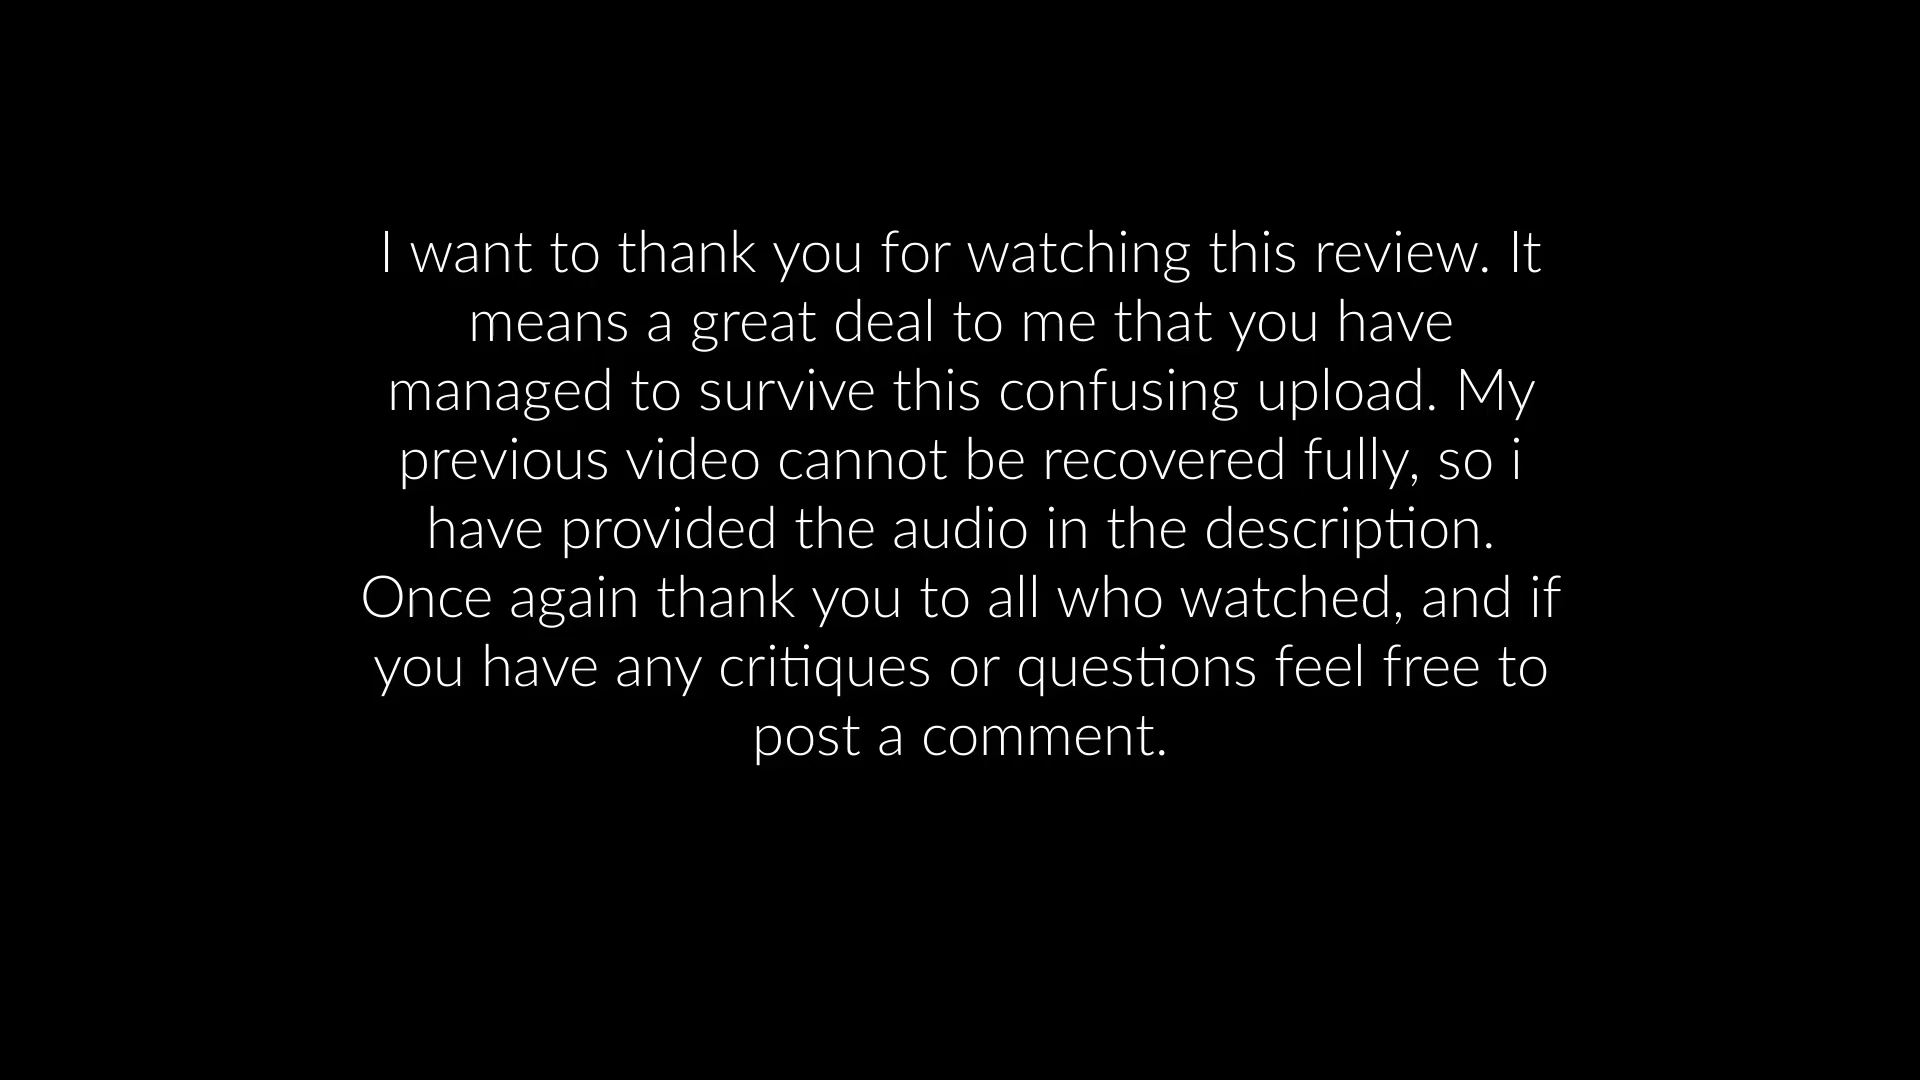 I want to thank you for watching this review. It
means a great deal to me that you have
managed to survive this confusing upload. My
previous video cannot be recovered fully, so i
have provided the audio in the description.
Once again thank you to all who watched, and if
you have any critiques or questions feel free to
post a comment.